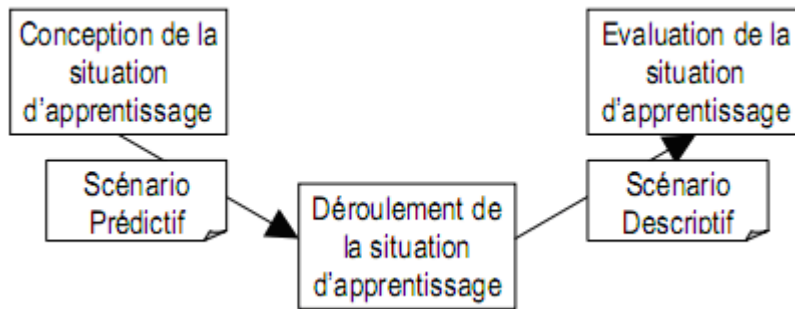 Conception de la
situation
d'apprentissage
Evaluation de la
situation
d'apprentissage
Scénario
Prédictif
Déroulement de
la situation
d'apprentissage
Scénario
Descriptif